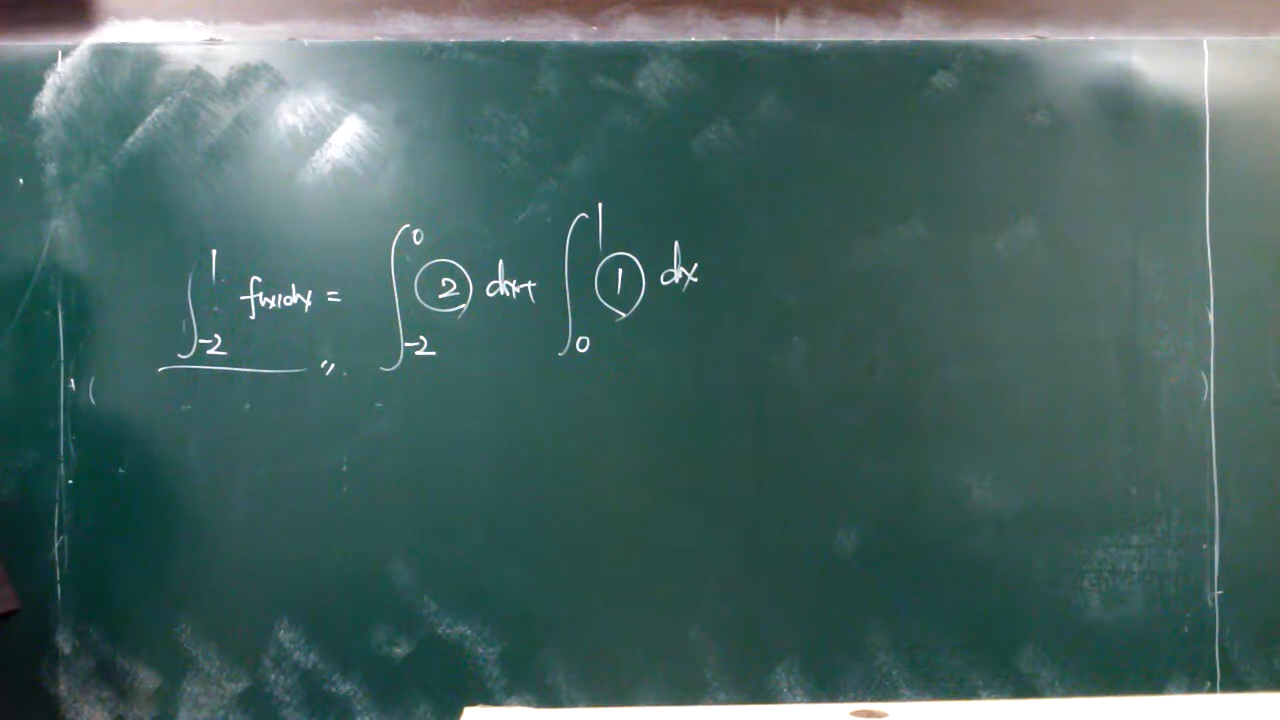 ∫_{-2}^{1} f(x)dx = ∫_{-2}^{0} ② dx + ∫_{0}^{1} ① dx